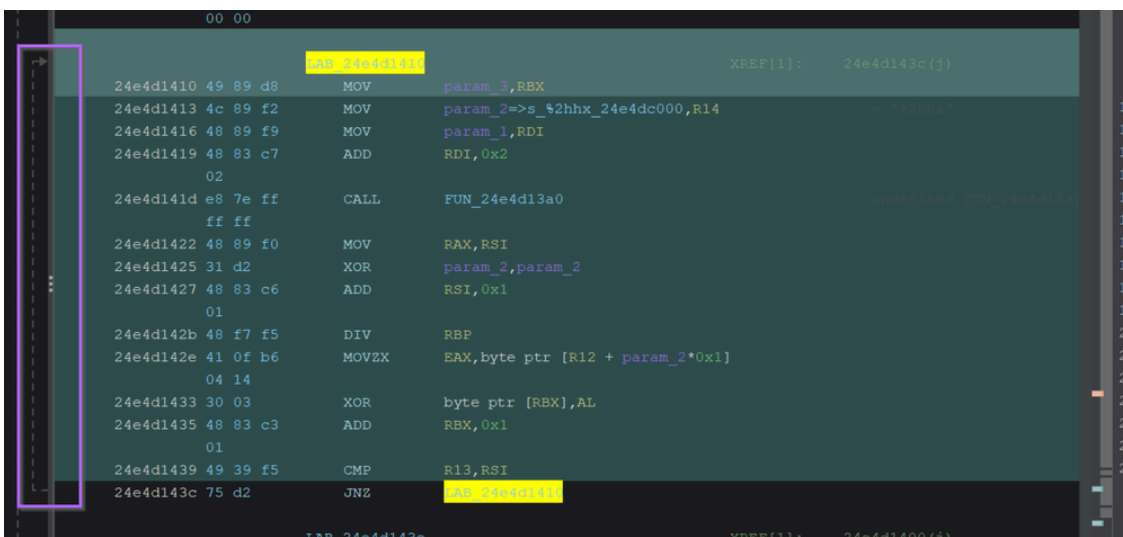 00 00
LAB_24e4d1410 XREF[1]: 24e4d143c(j)
24e4d1410 49 89 d8 MOV param_3,RBX
24e4d1413 4c 89 f2 MOV param_2=>s_%2hhx_24e4dc000,R14 = "%2hhx"
24e4d1416 48 89 f9 MOV param_1,RDI
24e4d1419 48 83 c7 ADD RDI,0x2
02
24e4d141d e8 7e ff CALL FUN_24e4d13a0 undefined
ff ff
24e4d1422 48 89 f0 MOV RAX,RSI
24e4d1425 31 d2 XOR param_2,param_2
24e4d1427 48 83 c6 ADD RSI,0x1
01
24e4d142b 48 f7 f5 DIV RBP
24e4d142e 41 0f b6 MOVZX EAX,byte ptr [R12 + param_2*0x1]
04 14
24e4d1433 30 03 XOR byte ptr [RBX],AL
24e4d1435 48 83 c3 ADD RBX,0x1
01
24e4d1439 49 39 f5 CMP R13,RSI
24e4d143c 75 d2 JNZ LAB_24e4d1410